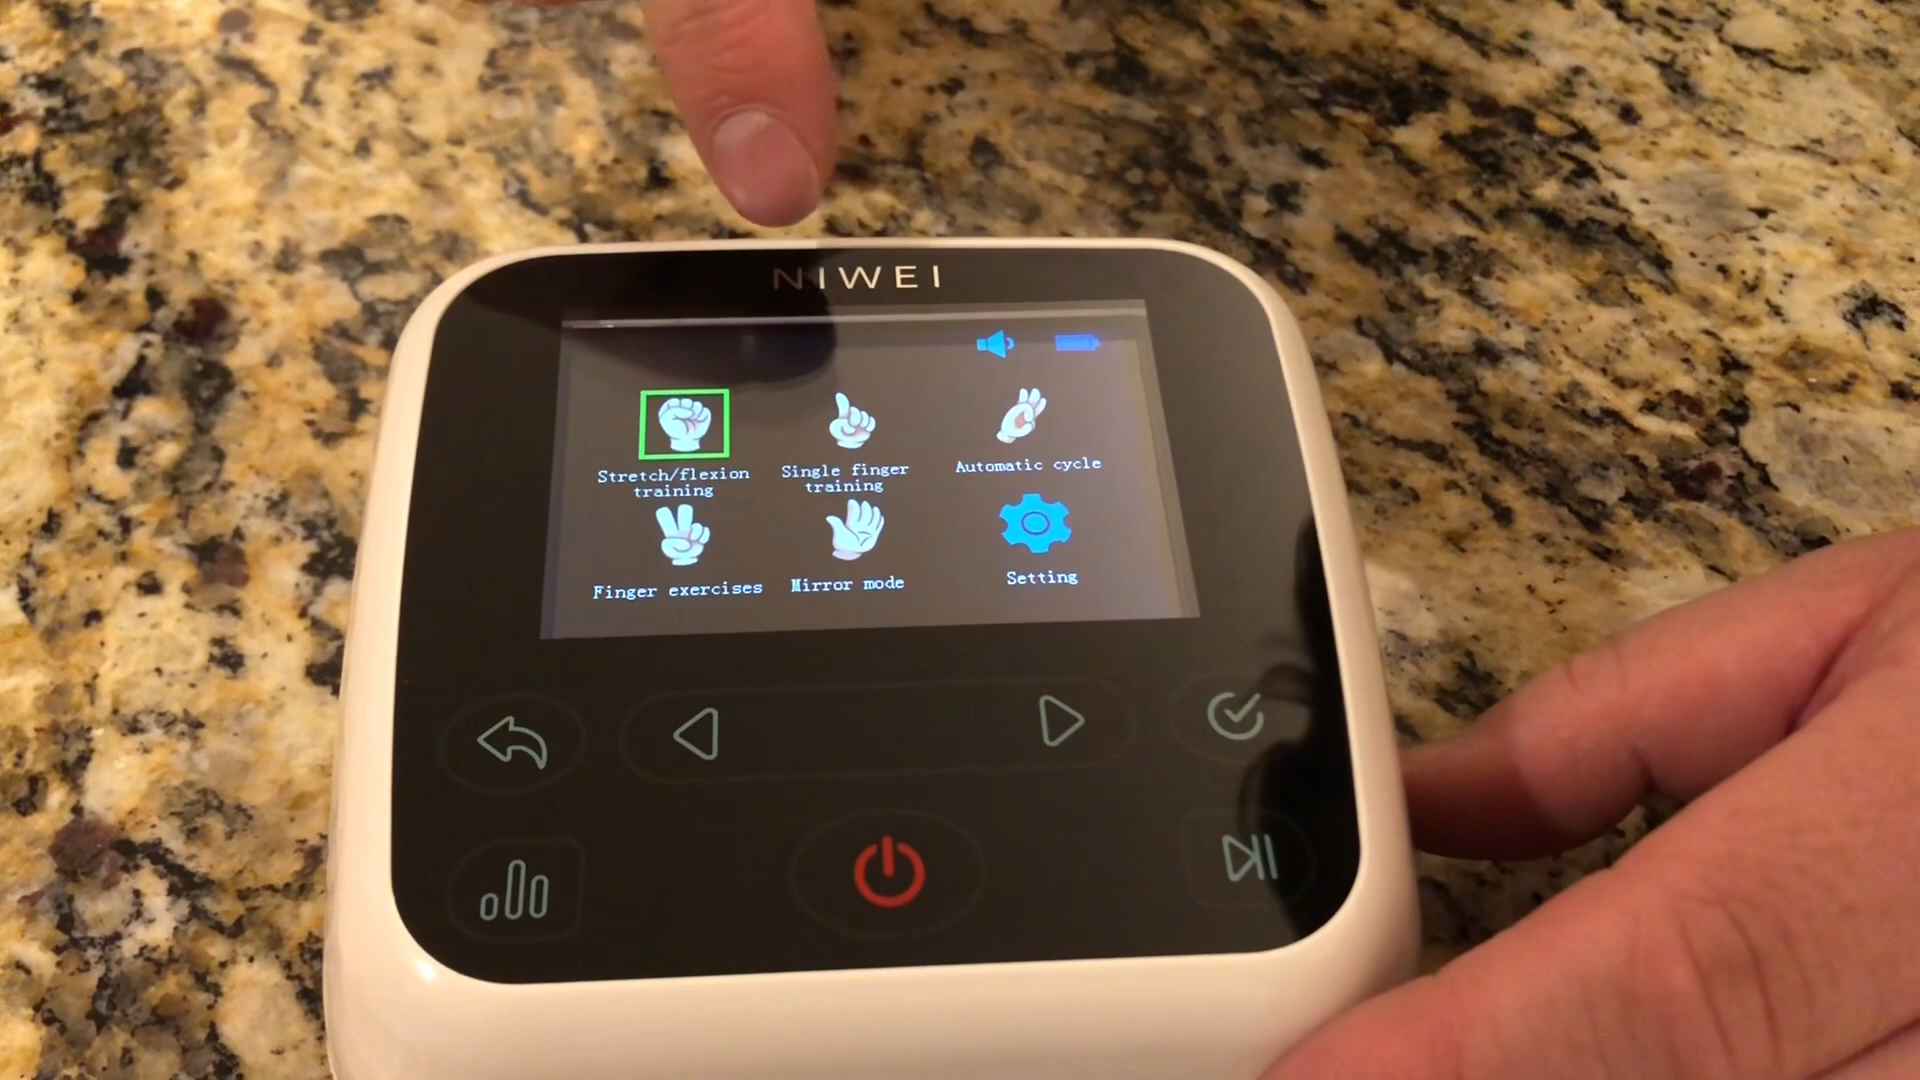 NIWEI
Stretch/flexion
training
Single finger
training
Automatic cycle
Finger exercises
Mirror mode
Setting